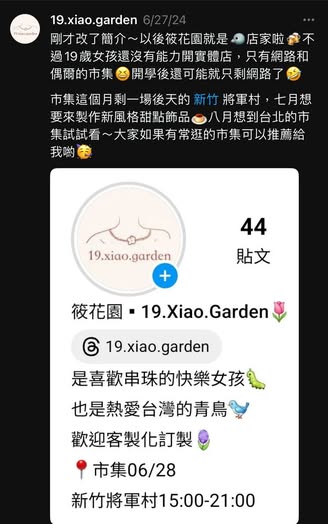 19.xiao.garden 6/27/24
剛才改了簡介～以後筱花園就是🐟店家啦🍻不
過19歲女孩還沒有能力開實體店，只有網路和
偶爾的市集😆開學後還可能就只剩網路了🤣
市集這個月剩一場後天的 新竹 將軍村，七月想
要來製作新風格甜點飾品🍮八月想到台北的市
集試試看～大家如果有常逛的市集可以推薦給
我喲🥳
19.xiao.garden
44
貼文
筱花園▪️19.Xiao.Garden🌷
19.xiao.garden
是喜歡串珠的快樂女孩🐛
也是熱愛台灣的青鳥🐦
歡迎客製化訂製🪻
📍市集06/28
新竹將軍村15:00-21:00